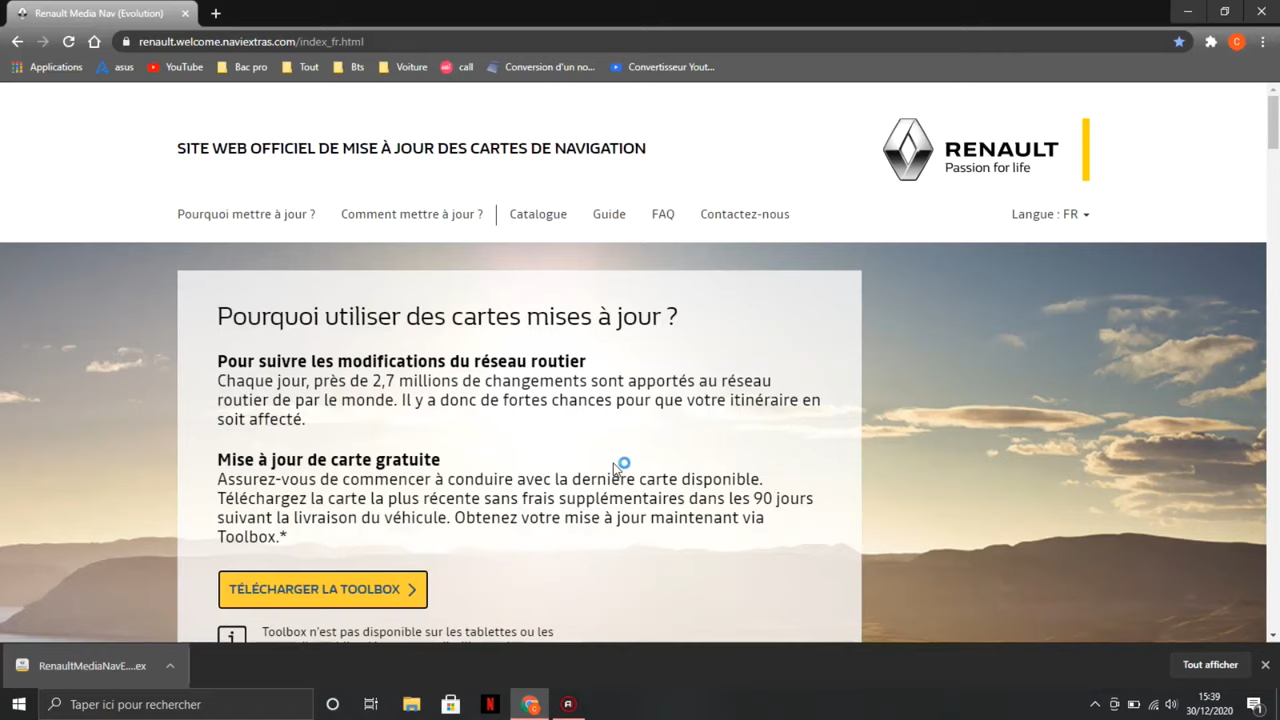 Renault Media Nav (Evolution)
renault.welcome.naviextras.com/index_fr.html
Applications asus YouTube Bac pro Tout Bts Voiture call Conversion d'un no... Convertisseur Yout...
SITE WEB OFFICIEL DE MISE À JOUR DES CARTES DE NAVIGATION
RENAULT
Passion for life
Pourquoi mettre à jour ? Comment mettre à jour ? Catalogue Guide FAQ Contactez-nous Langue : FR
Pourquoi utiliser des cartes mises à jour ?
Pour suivre les modifications du réseau routier
Chaque jour, près de 2,7 millions de changements sont apportés au réseau
routier de par le monde. Il y a donc de fortes chances pour que votre itinéraire en
soit affecté.
Mise à jour de carte gratuite
Assurez-vous de commencer à conduire avec la dernière carte disponible.
Téléchargez la carte la plus récente sans frais supplémentaires dans les 90 jours
suivant la livraison du véhicule. Obtenez votre mise à jour maintenant via
Toolbox.*
TÉLÉCHARGER LA TOOLBOX
Toolbox n'est pas disponible sur les tablettes ou les
RenaultMediaNavE....ex
Tout afficher
Taper ici pour rechercher
15:39
30/12/2020